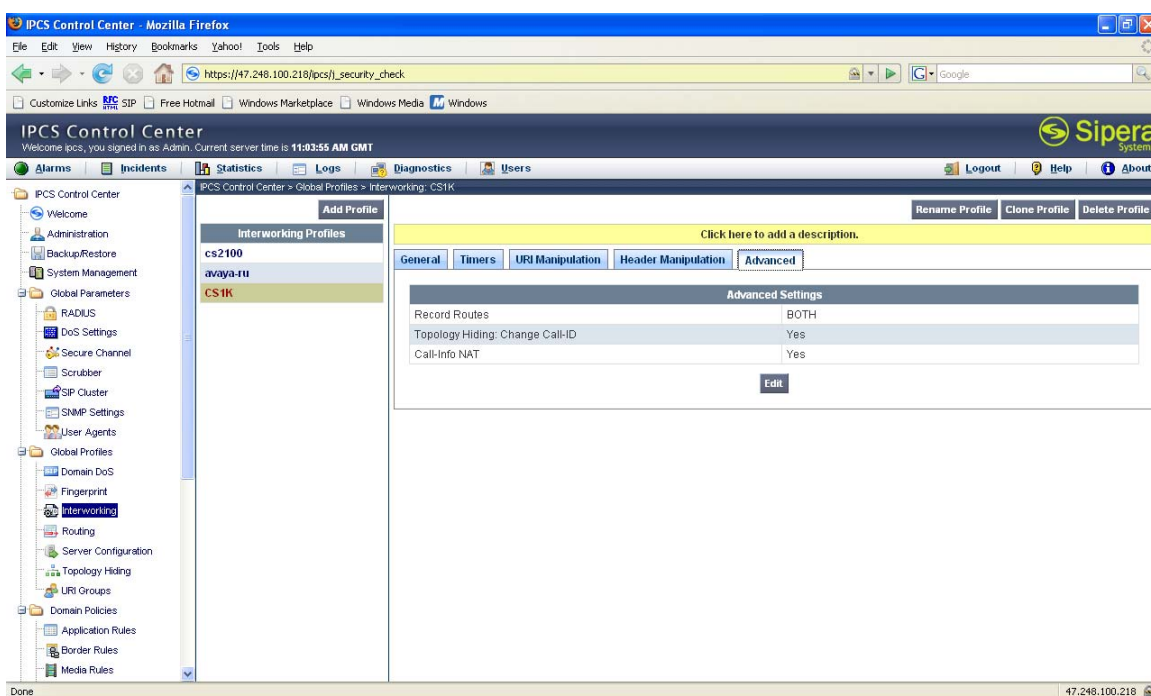 IPCS Control Center - Mozilla Firefox
File Edit View History Bookmarks Yahoo! Tools Help
https://47.248.100.218/ipcs/j_security_check
Google
Customize Links RFC HTML SIP Free Hotmail Windows Marketplace Windows Media Windows
IPCS Control Center
Welcome ipcs, you signed in as Admin. Current server time is 11:03:55 AM GMT
Sipera
System
Alarms Incidents Statistics Logs Diagnostics Users Logout Help About
IPCS Control Center > Global Profiles > Interworking: CS1K
IPCS Control Center
Welcome
Administration
Backup/Restore
System Management
Global Parameters
RADIUS
DoS Settings
Secure Channel
Scrubber
SIP Cluster
SNMP Settings
User Agents
Global Profiles
Domain DoS
Fingerprint
Interworking
Routing
Server Configuration
Topology Hiding
URI Groups
Domain Policies
Application Rules
Border Rules
Media Rules
Add Profile
Interworking Profiles
cs2100
avaya-ru
CS1K
Rename Profile Clone Profile Delete Profile
Click here to add a description.
General Timers URI Manipulation Header Manipulation Advanced
Advanced Settings
Record Routes BOTH
Topology Hiding: Change Call-ID Yes
Call-Info NAT Yes
Edit
Done 47.248.100.218